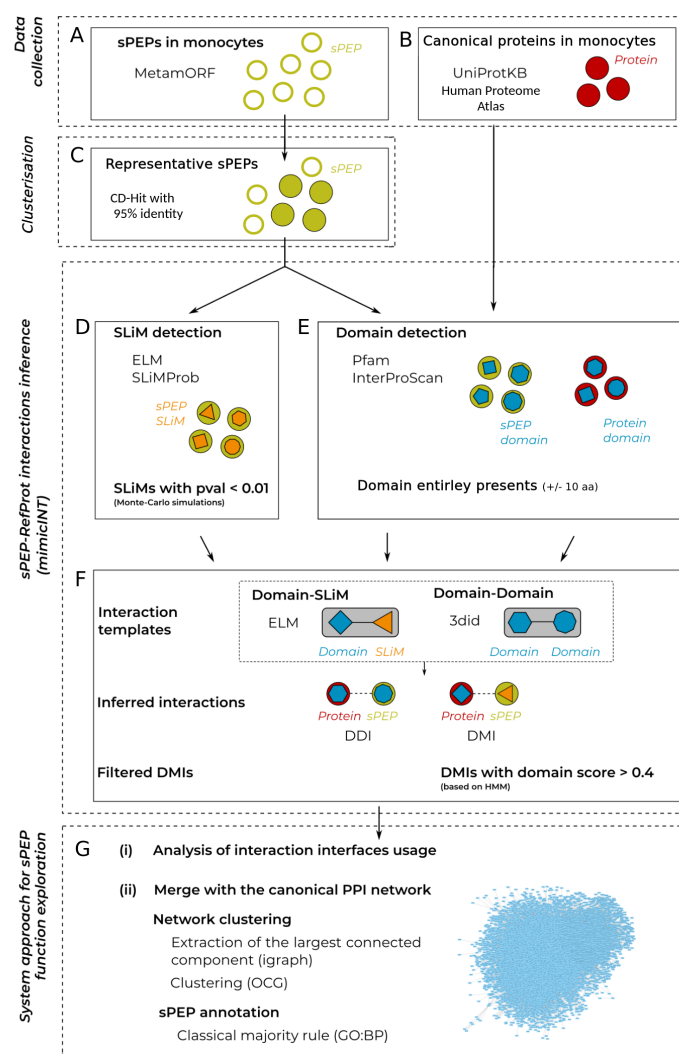 Data
collection
A
sPEPs in monocytes
sPEP
MetamORF
B
Canonical proteins in monocytes
UniProtKB
Protein
Human Proteome
Atlas
Clusterisation
C
Representative sPEPs
sPEP
CD-Hit with
95% identity
sPEP-RefProt interactions inference
(mimicINT)
D
SLiM detection
ELM
SLiMProb
sPEP
SLiM
SLiMs with pval < 0.01
(Monte-Carlo simulations)
E
Domain detection
Pfam
InterProScan
sPEP
domain
Protein
domain
Domain entirley presents (+/- 10 aa)
F
Interaction
templates
Domain-SLiM
ELM
Domain SLiM
Domain-Domain
3did
Domain Domain
Inferred interactions
Protein sPEP
DDI
Protein sPEP
DMI
Filtered DMIs
DMIs with domain score > 0.4
(based on HMM)
System approach for sPEP
function exploration
G
(i) Analysis of interaction interfaces usage
(ii) Merge with the canonical PPI network
Network clustering
Extraction of the largest connected
component (igraph)
Clustering (OCG)
sPEP annotation
Classical majority rule (GO:BP)